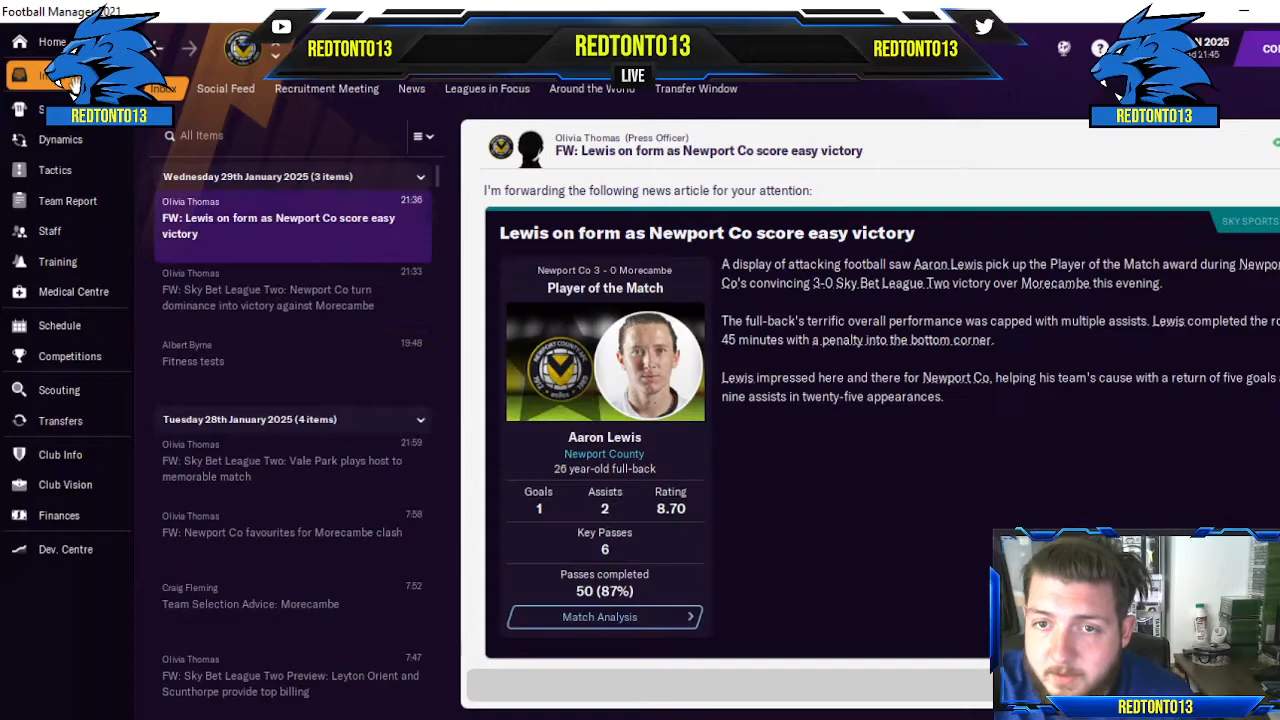 Football Manager 2021
REDTONTO13
REDTONTO13
REDTONTO13
LIVE
REDTONTO13
REDTONTO13
Home
2025
21:45
Inbox
Social Feed
Recruitment Meeting
News
Leagues in Focus
Around the World
Transfer Window
Dynamics
Tactics
Team Report
Staff
Training
Medical Centre
Schedule
Competitions
Scouting
Transfers
Club Info
Club Vision
Finances
Dev. Centre
All Items
Wednesday 29th January 2025 (3 items)
Olivia Thomas 21:36
FW: Lewis on form as Newport Co score easy
victory
Olivia Thomas 21:33
FW: Sky Bet League Two: Newport Co turn
dominance into victory against Morecambe
Albert Byrne 19:48
Fitness tests
Tuesday 28th January 2025 (4 items)
Olivia Thomas 21:59
FW: Sky Bet League Two: Vale Park plays host to
memorable match
Olivia Thomas 7:58
FW: Newport Co favourites for Morecambe clash
Craig Fleming 7:52
Team Selection Advice: Morecambe
Olivia Thomas 7:47
FW: Sky Bet League Two Preview: Leyton Orient and
Scunthorpe provide top billing
Olivia Thomas (Press Officer)
FW: Lewis on form as Newport Co score easy victory
I'm forwarding the following news article for your attention:
SKY SPORTS
Lewis on form as Newport Co score easy victory
Newport Co 3 - 0 Morecambe
Player of the Match
Aaron Lewis
Newport County
26 year-old full-back
Goals Assists Rating
1 2 8.70
Key Passes
6
Passes completed
50 (87%)
Match Analysis
A display of attacking football saw Aaron Lewis pick up the Player of the Match award during Newpor
Co's convincing 3-0 Sky Bet League Two victory over Morecambe this evening.
The full-back's terrific overall performance was capped with multiple assists. Lewis completed the ro
45 minutes with a penalty into the bottom corner.
Lewis impressed here and there for Newport Co, helping his team's cause with a return of five goals
nine assists in twenty-five appearances.
REDTONTO13